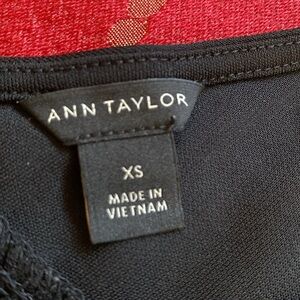 ANN TAYLOR
XS
MADE IN
VIETNAM